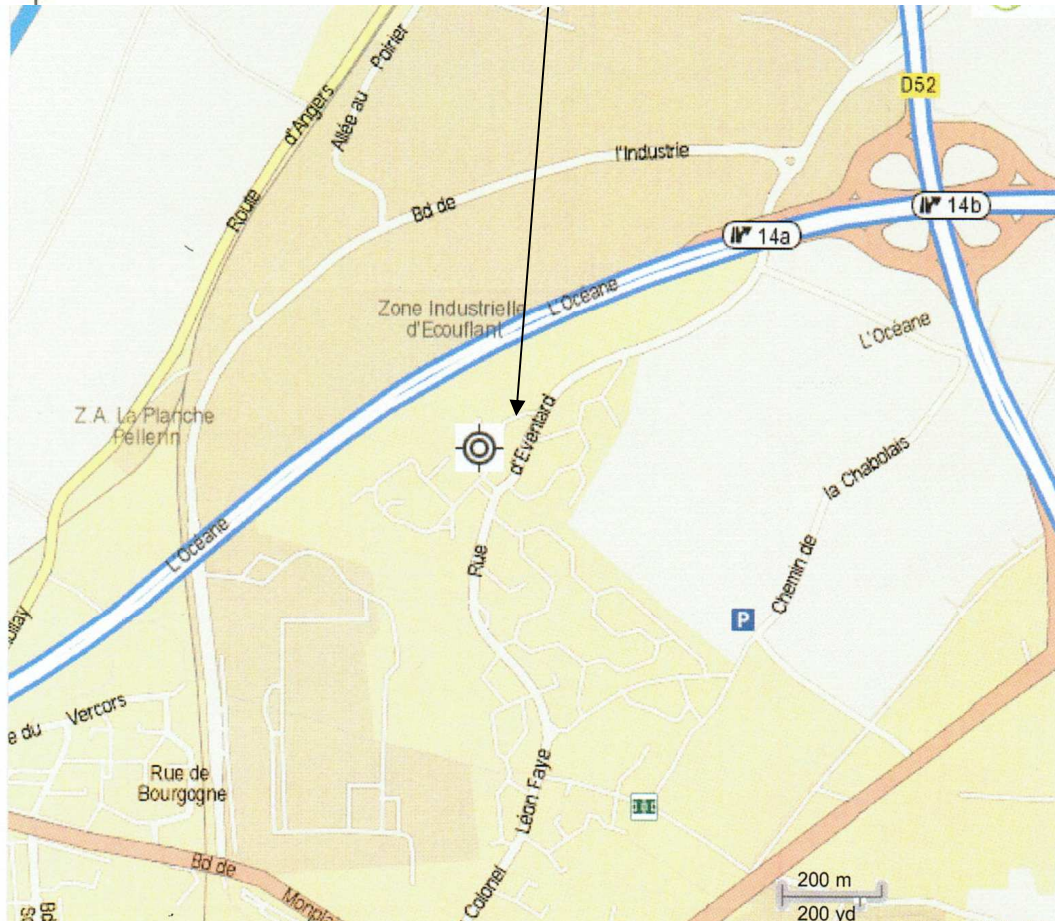 Poirier
Allée au
d'Angers
Route
D52
l'Industrie
Bd de
14b
14a
L'Océane
Zone Industrielle
d'Ecouflant
L'Océane
Z.A. La Planche
Pellerin
d'Eventard
Rue
la Chabolais
Chemin de
L'Océane
P
Vercors
e du
Rue de
Bourgogne
Léon Faye
Colonel
Bd de
Monpla
Bd
200 m
200 yd